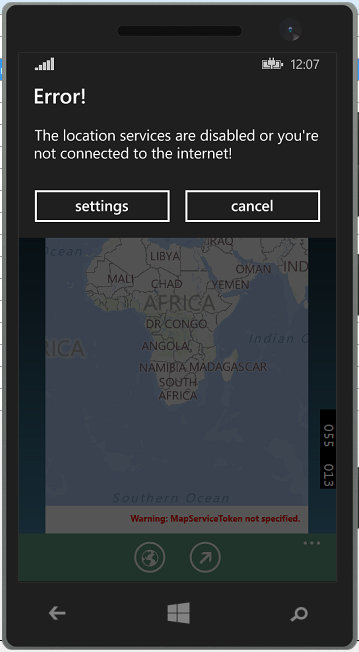 12:07
Error!
The location services are disabled or you're
not connected to the internet!
settings
cancel
IRAQ
Ocean
LIBYA
OMAN
IND
MALI
CHAD
YEMEN
AFRICA
DR CONGO
Indian O
RICA
ANGOLA
NAMIBIA
MADAGASCAR
SOUTH
AFRICA
055
013
Southern Ocean
Warning: MapServiceToken not specified.